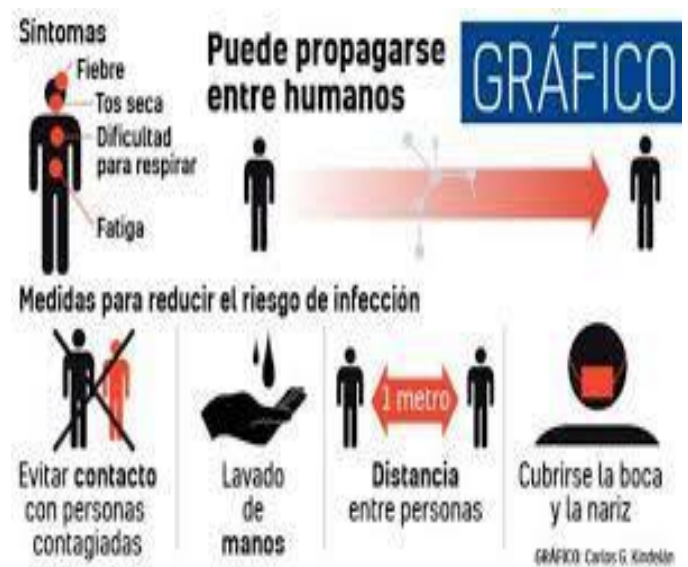 Síntomas
Fiebre
Tos seca
Dificultad
para respirar
Fatiga
Puede propagarse
entre humanos
GRÁFICO
Medidas para reducir el riesgo de infección
Evitar contacto
con personas
contagiadas
Lavado
de
manos
1 metro
Distancia
entre personas
Cubrirse la boca
y la nariz
GRÁFICO: Carlos G. Kindelán